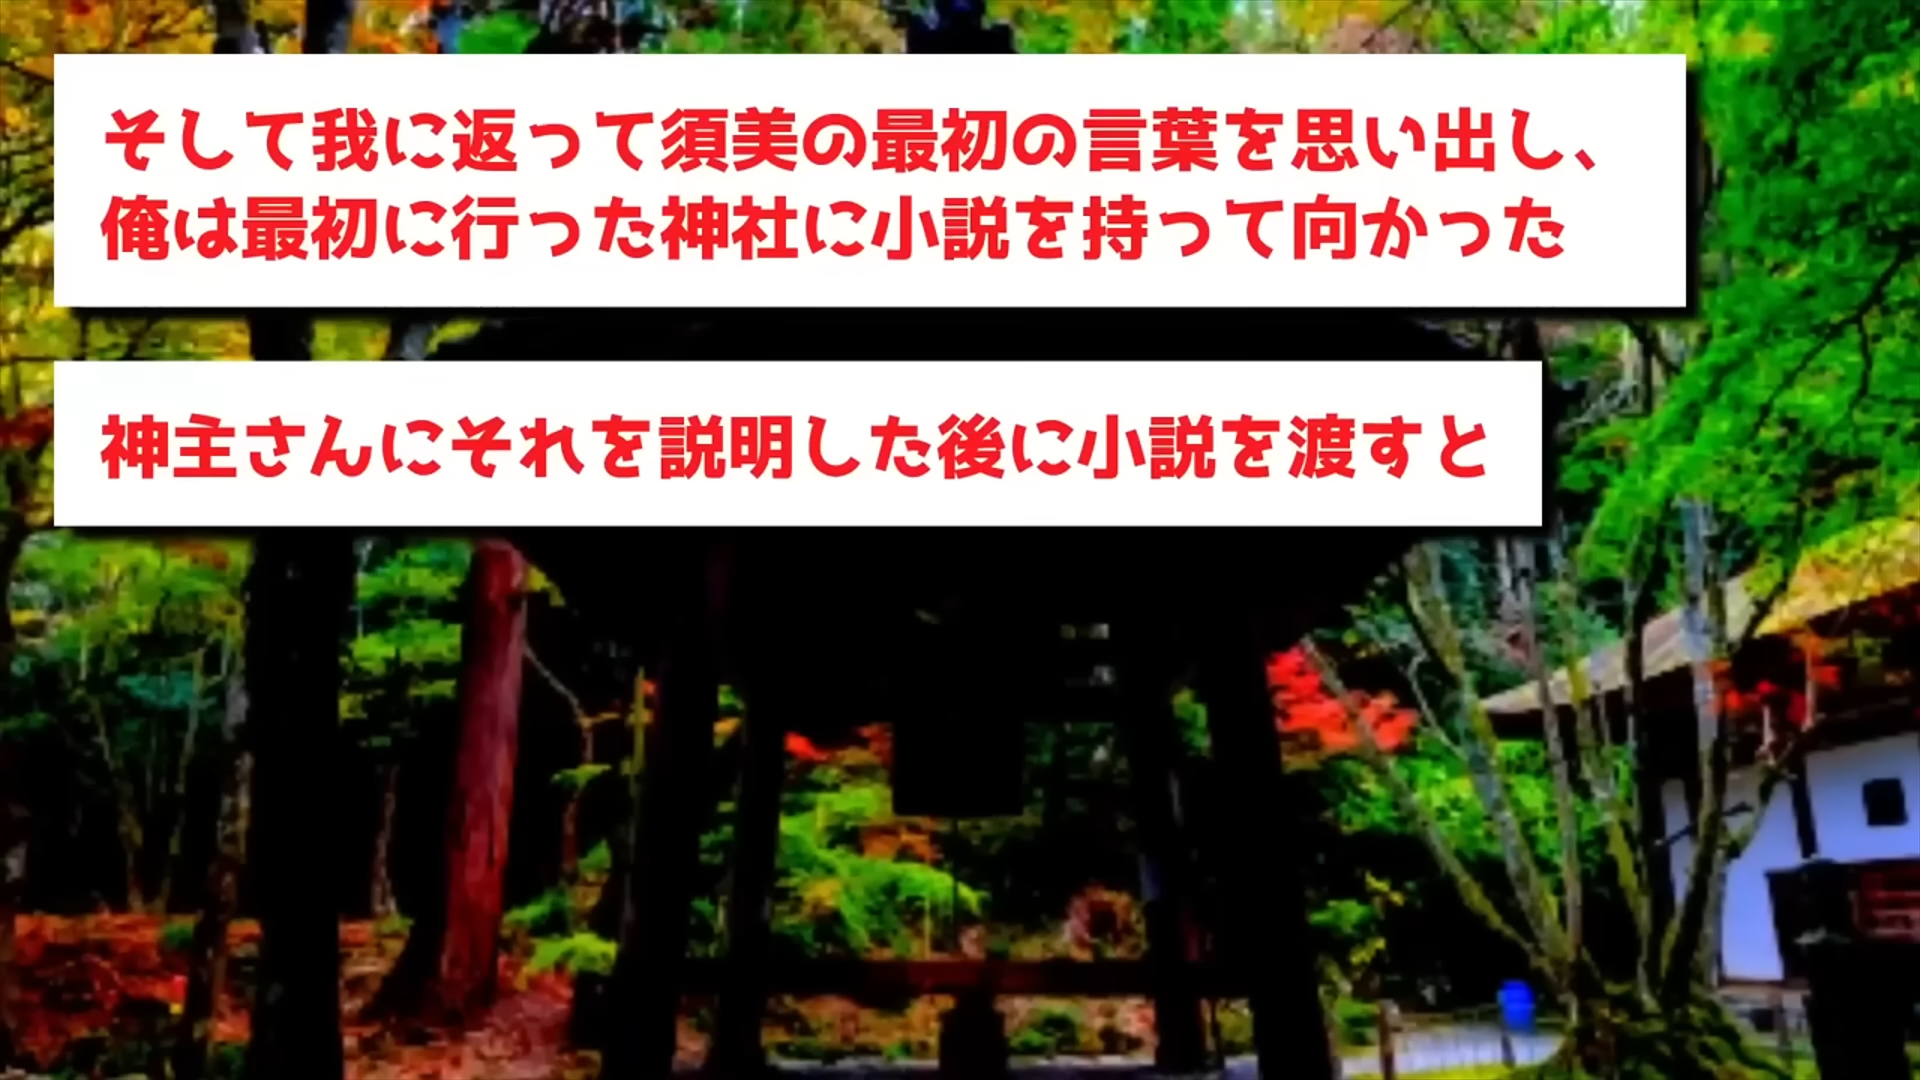 そして我に返って須美の最初の言葉を思い出し、
俺は最初に行った神社に小説を持って向かった
神主さんにそれを説明した後に小説を渡すと